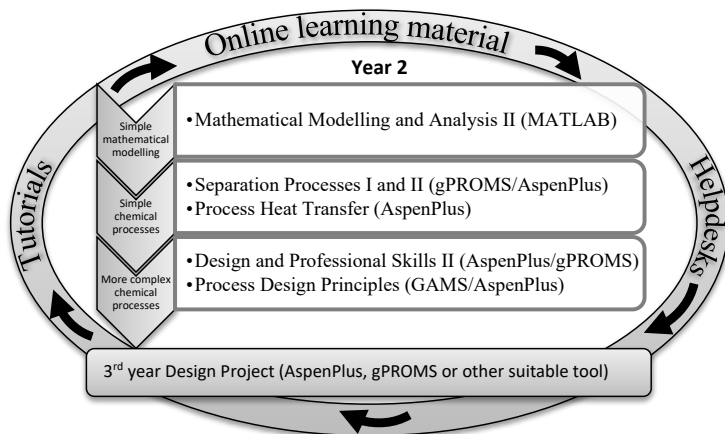 Online learning material
Year 2
Simple
mathematical
modelling
•Mathematical Modelling and Analysis II (MATLAB)
Simple
chemical
processes
•Separation Processes I and II (gPROMS/AspenPlus)
•Process Heat Transfer (AspenPlus)
More complex
chemical
processes
•Design and Professional Skills II (AspenPlus/gPROMS)
•Process Design Principles (GAMS/AspenPlus)
Tutorials
Helpdesks
3rd year Design Project (AspenPlus, gPROMS or other suitable tool)